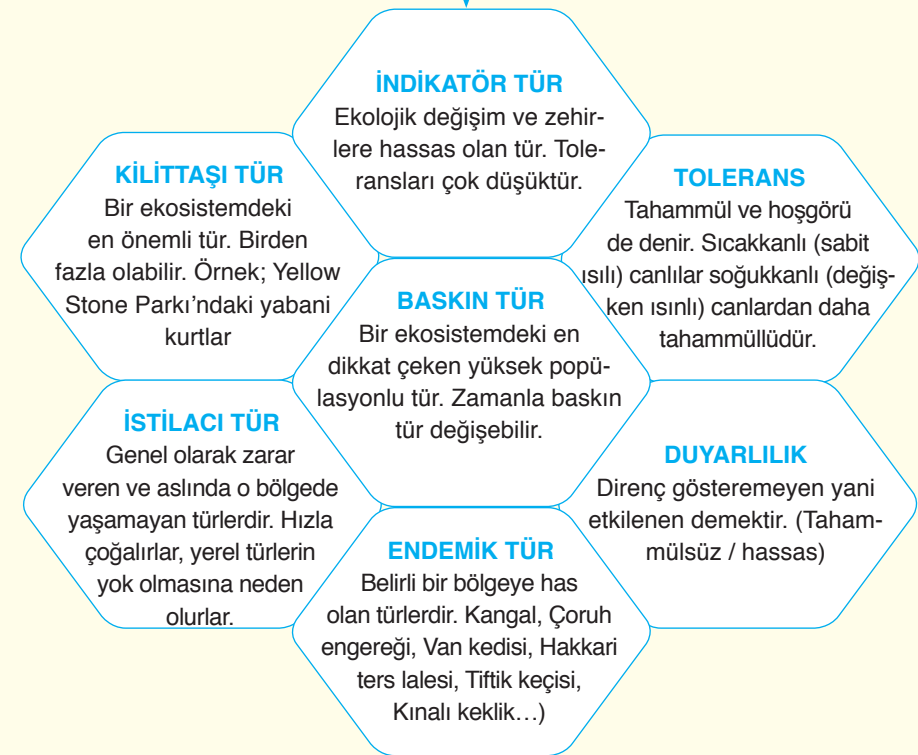 İNDİKATÖR TÜR
Ekolojik değişim ve zehir-
lere hassas olan tür. Tole-
ransları çok düşüktür.
KİLİTTAŞI TÜR
Bir ekosistemdeki
en önemli tür. Birden
fazla olabilir. Örnek; Yellow
Stone Parkı’ndaki yabani
kurtlar
TOLERANS
Tahammül ve hoşgörü
de denir. Sıcakkanlı (sabit
ısılı) canlılar soğukkanlı (değiş-
ken ısınlı) canlardan daha
tahammüllüdür.
BASKIN TÜR
Bir ekosistemdeki en
dikkat çeken yüksek popü-
lasyonlu tür. Zamanla baskın
tür değişebilir.
İSTİLACI TÜR
Genel olarak zarar
veren ve aslında o bölgede
yaşamayan türlerdir. Hızla
çoğalırlar, yerel türlerin
yok olmasına neden
olurlar.
DUYARLILIK
Direnç gösteremeyen yani
etkilenen demektir. (Taham-
mülsüz / hassas)
ENDEMİK TÜR
Belirli bir bölgeye has
olan türlerdir. Kangal, Çoruh
engereği, Van kedisi, Hakkari
ters lalesi, Tiftik keçisi,
Kınalı keklik…)